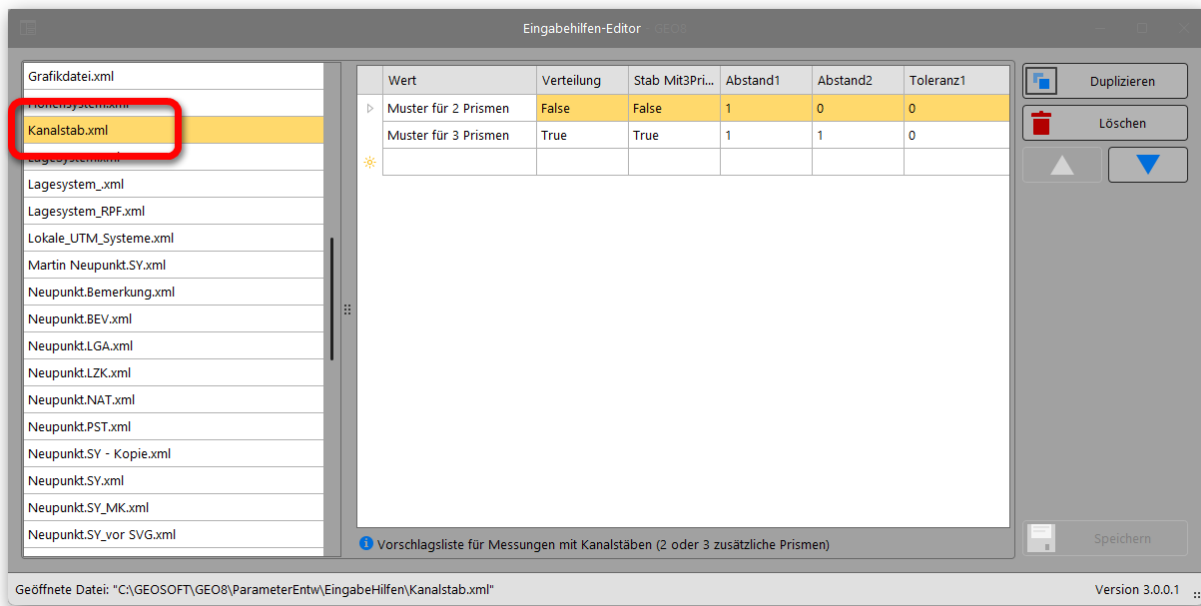 Eingabehilfen-Editor - GEO8
Grafikdatei.xml
Kanalstab.xml
Lagesystem_.xml
Lagesystem_RPF.xml
Lokale_UTM_Systeme.xml
Martin Neupunkt.SY.xml
Neupunkt.Bemerkung.xml
Neupunkt.BEV.xml
Neupunkt.LGA.xml
Neupunkt.LZK.xml
Neupunkt.NAT.xml
Neupunkt.PST.xml
Neupunkt.SY - Kopie.xml
Neupunkt.SY.xml
Neupunkt.SY_MK.xml
Neupunkt.SY_vor SVG.xml
Wert Verteilung Stab Mit3Pri... Abstand1 Abstand2 Toleranz1
Muster für 2 Prismen False False 1 0 0
Muster für 3 Prismen True True 1 1 0
Vorschlagsliste für Messungen mit Kanalstäben (2 oder 3 zusätzliche Prismen)
Duplizieren
Löschen
Speichern
Geöffnete Datei: "C:\GEOSOFT\GEO8\ParameterEntw\EingabeHilfen\Kanalstab.xml"
Version 3.0.0.1